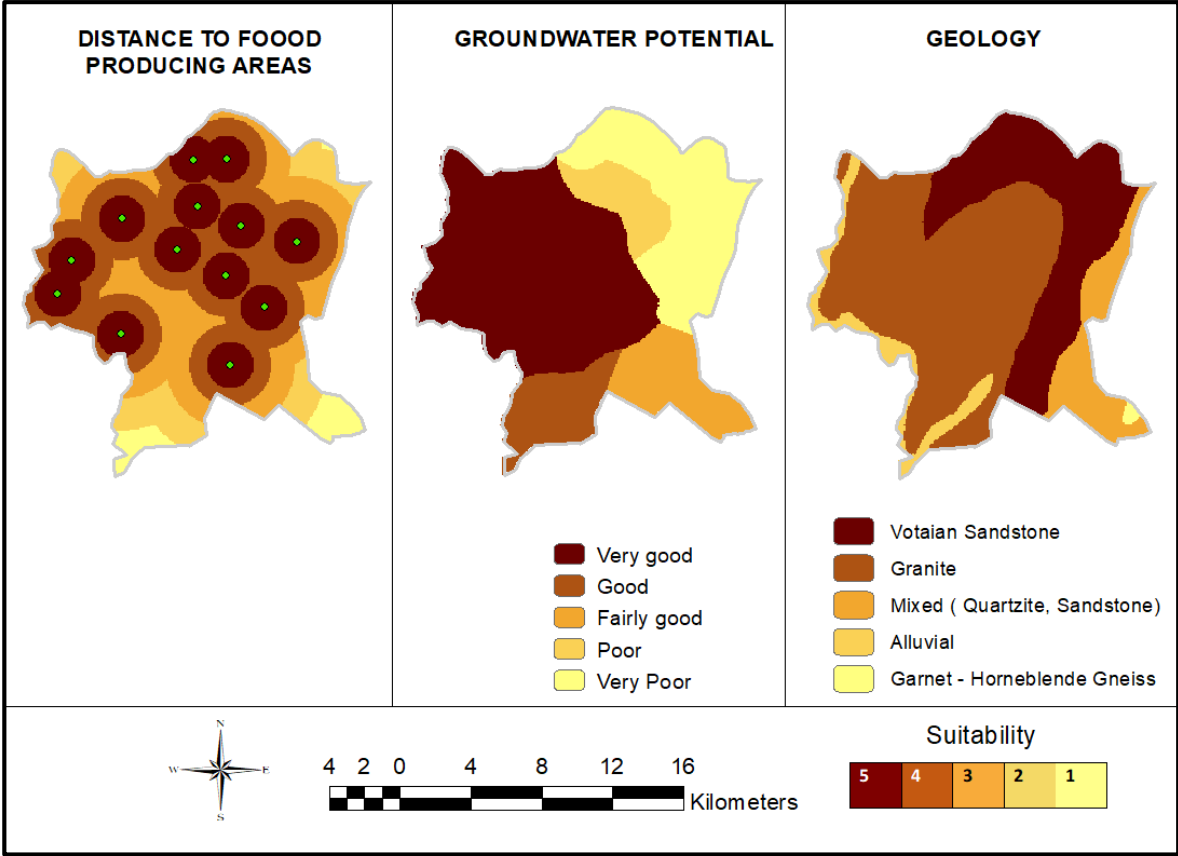 DISTANCE TO FOOOD
PRODUCING AREAS
GROUNDWATER POTENTIAL
Very good
Good
Fairly good
Poor
Very Poor
GEOLOGY
Votaian Sandstone
Granite
Mixed ( Quartzite, Sandstone)
Alluvial
Garnet - Horneblende Gneiss
N
W E
S
4 2 0 4 8 12 16
Kilometers
Suitability
5 4 3 2 1